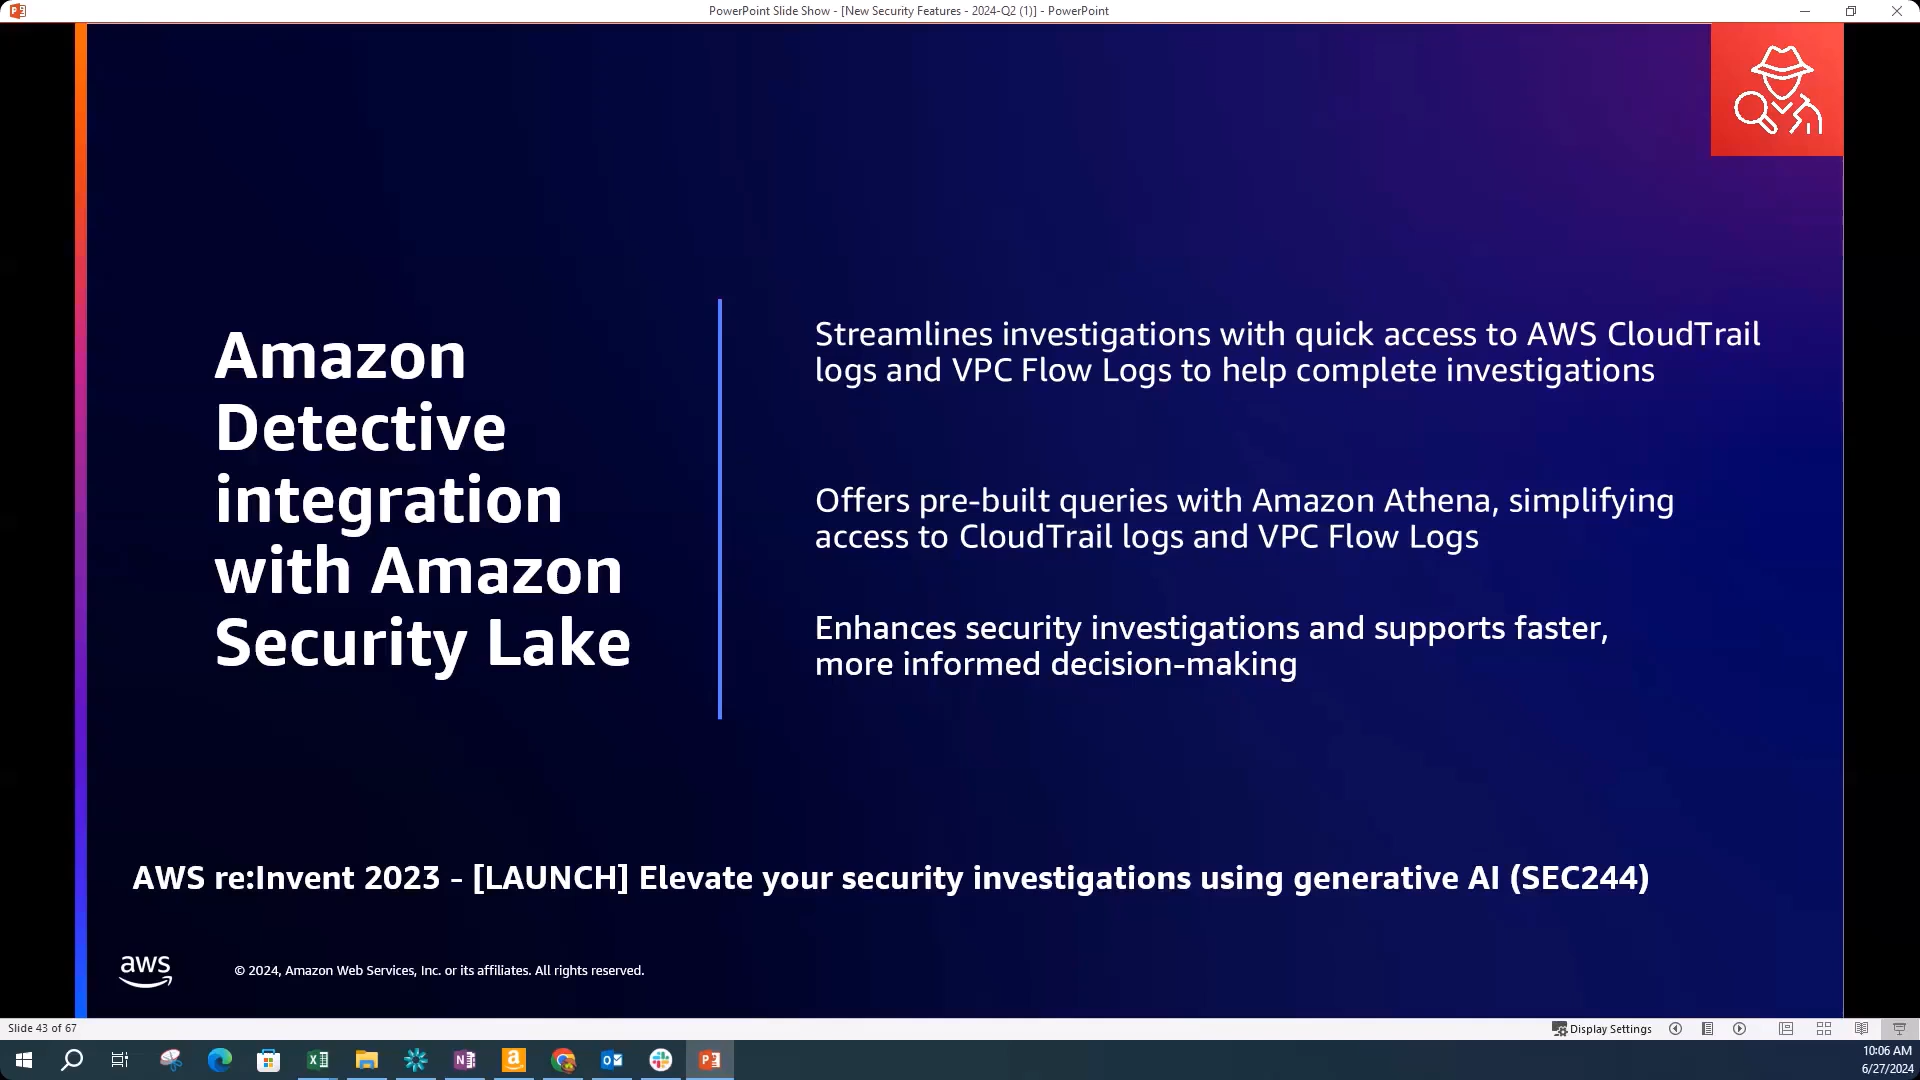 PowerPoint Slide Show - [New Security Features - 2024-Q2 (1)] - PowerPoint
Amazon
Detective
integration
with Amazon
Security Lake
Streamlines investigations with quick access to AWS CloudTrail
logs and VPC Flow Logs to help complete investigations
Offers pre-built queries with Amazon Athena, simplifying
access to CloudTrail logs and VPC Flow Logs
Enhances security investigations and supports faster,
more informed decision-making
AWS re:Invent 2023 - [LAUNCH] Elevate your security investigations using generative AI (SEC244)
aws
© 2024, Amazon Web Services, Inc. or its affiliates. All rights reserved.
Slide 43 of 67
Display Settings
10:06 AM
6/27/2024